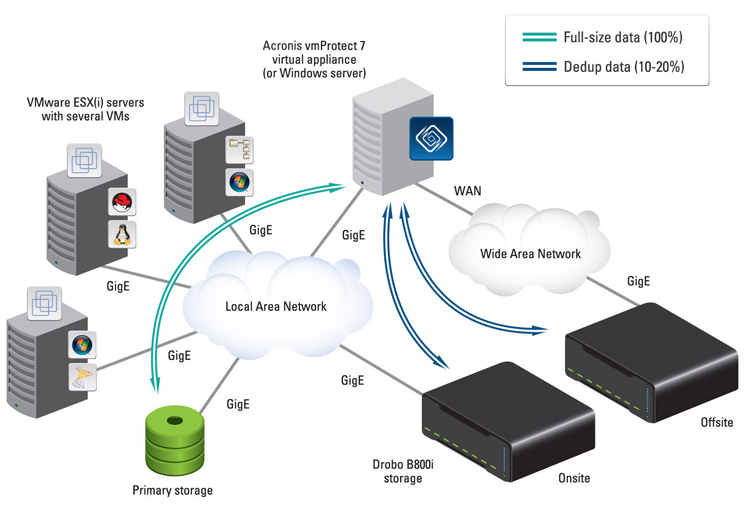 Acronis vmProtect 7
virtual appliance
(or Windows server)
Full-size data (100%)
Dedup data (10-20%)
VMware ESX(i) servers
with several VMs
WAN
GigE
GigE
Wide Area Network
GigE
GigE
Local Area Network
GigE
GigE
GigE
Primary storage
Drobo B800i
storage
Onsite
Offsite